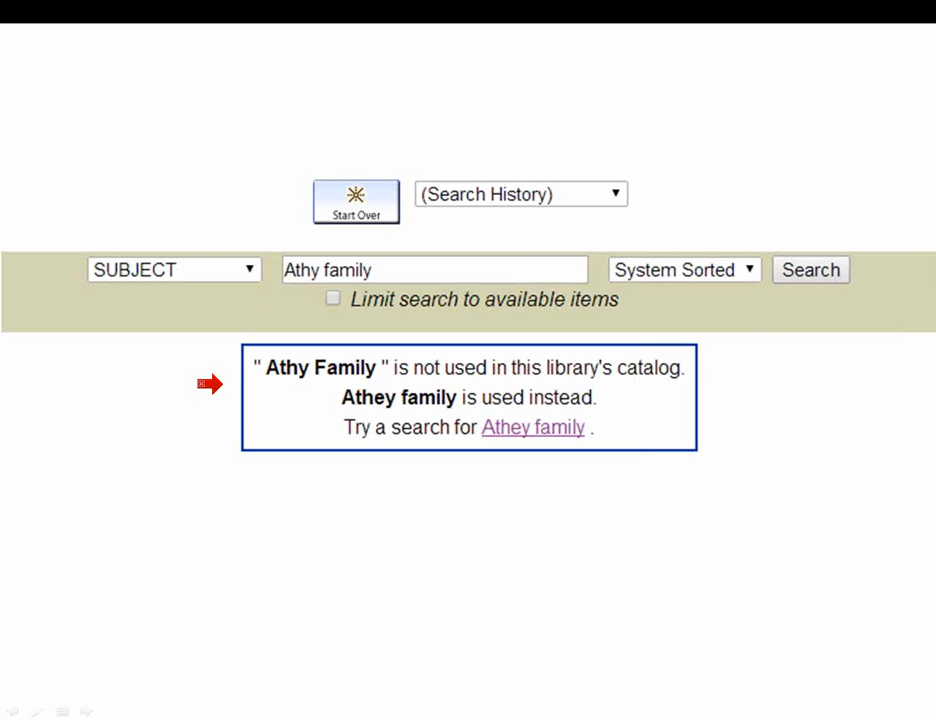 Start Over
(Search History)
SUBJECT
Athy family
System Sorted
Search
Limit search to available items
" Athy Family " is not used in this library's catalog.
Athey family is used instead.
Try a search for Athey family .